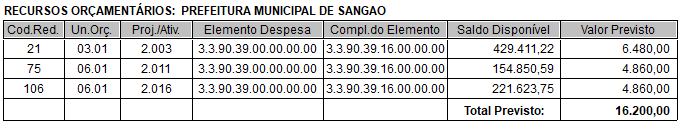 RECURSOS ORÇAMENTÁRIOS: PREFEITURA MUNICIPAL DE SANGAO
Cod.Red. Un.Orç. Proj./Ativ. Elemento Despesa Compl.do Elemento Saldo Disponível Valor Previsto
21 03.01 2.003 3.3.90.39.00.00.00.00 3.3.90.39.16.00.00.00 429.411,22 6.480,00
75 06.01 2.011 3.3.90.39.00.00.00.00 3.3.90.39.16.00.00.00 154.850,59 4.860,00
106 06.01 2.016 3.3.90.39.00.00.00.00 3.3.90.39.16.00.00.00 221.623,75 4.860,00
Total Previsto: 16.200,00